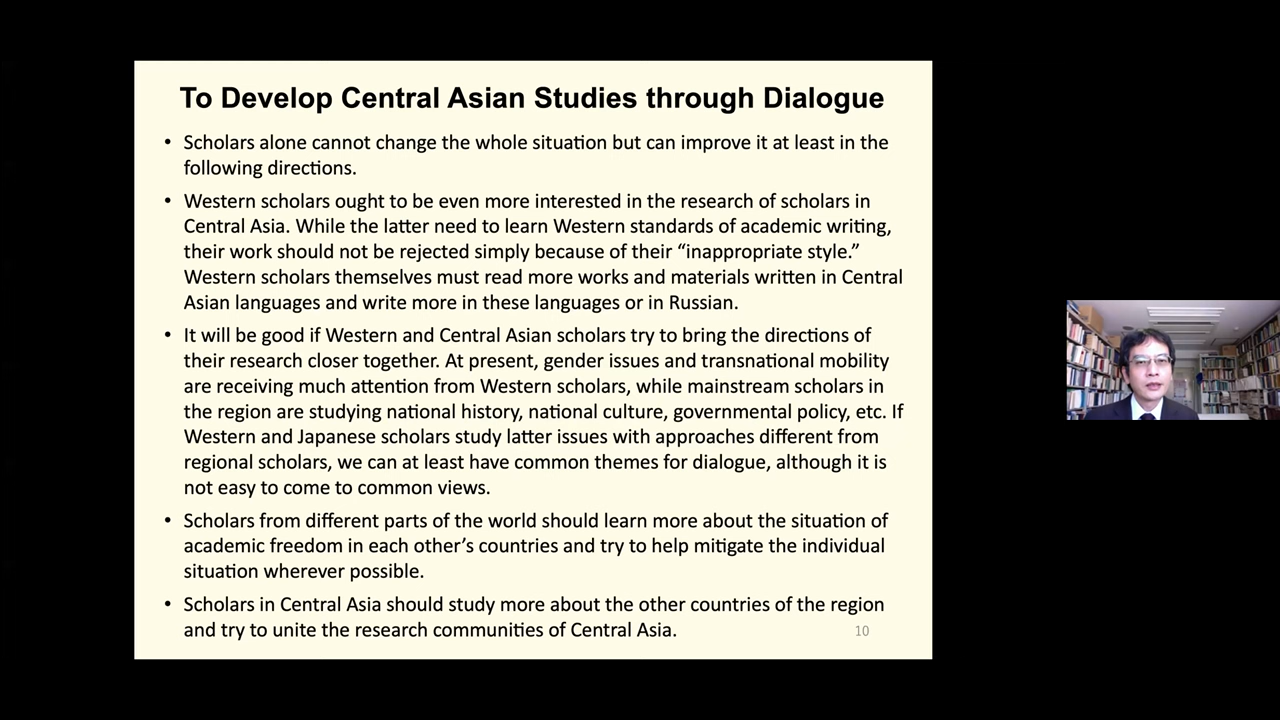 To Develop Central Asian Studies through Dialogue
• Scholars alone cannot change the whole situation but can improve it at least in the
following directions.
• Western scholars ought to be even more interested in the research of scholars in
Central Asia. While the latter need to learn Western standards of academic writing,
their work should not be rejected simply because of their “inappropriate style.”
Western scholars themselves must read more works and materials written in Central
Asian languages and write more in these languages or in Russian.
• It will be good if Western and Central Asian scholars try to bring the directions of
their research closer together. At present, gender issues and transnational mobility
are receiving much attention from Western scholars, while mainstream scholars in
the region are studying national history, national culture, governmental policy, etc. If
Western and Japanese scholars study latter issues with approaches different from
regional scholars, we can at least have common themes for dialogue, although it is
not easy to come to common views.
• Scholars from different parts of the world should learn more about the situation of
academic freedom in each other’s countries and try to help mitigate the individual
situation wherever possible.
• Scholars in Central Asia should study more about the other countries of the region
and try to unite the research communities of Central Asia.
10